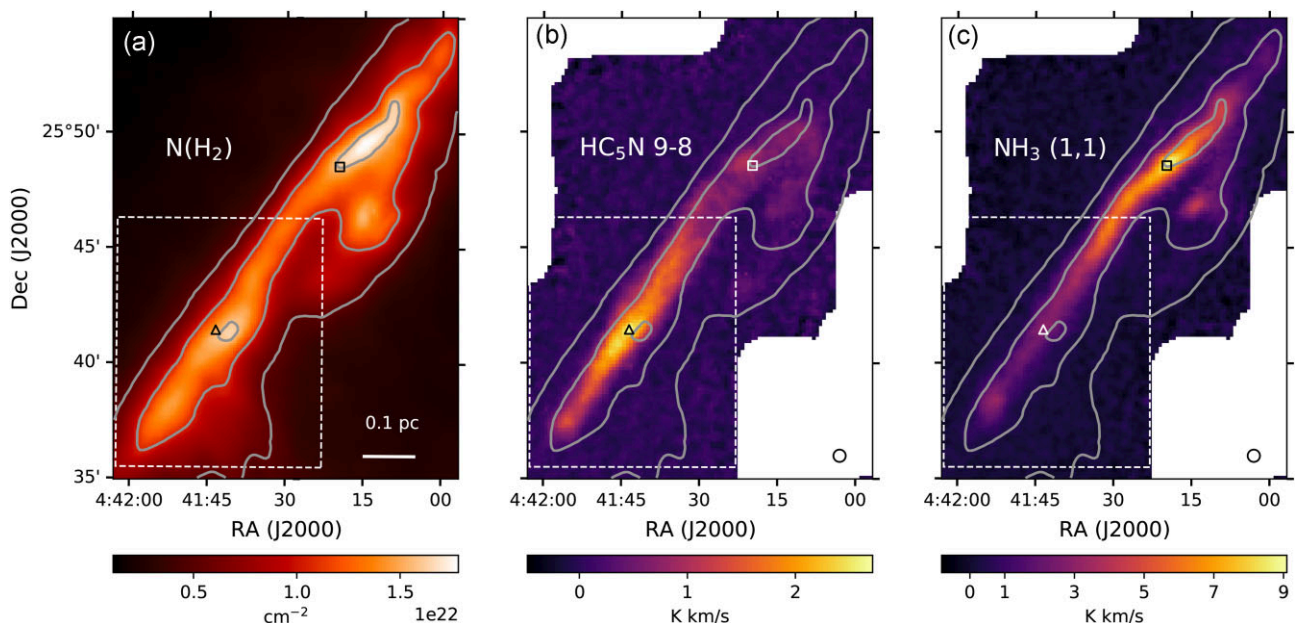 (a)
N(H₂)
0.1 pc
25°50'
45'
40'
35'
Dec (J2000)
4:42:00 41:45 30 15 00
RA (J2000)
0.5 1.0 1.5
cm⁻² 1e22
(b)
HC₅N 9-8
4:42:00 41:45 30 15 00
RA (J2000)
0 1 2
K km/s
(c)
NH₃ (1,1)
4:42:00 41:45 30 15 00
RA (J2000)
0 1 3 5 7 9
K km/s